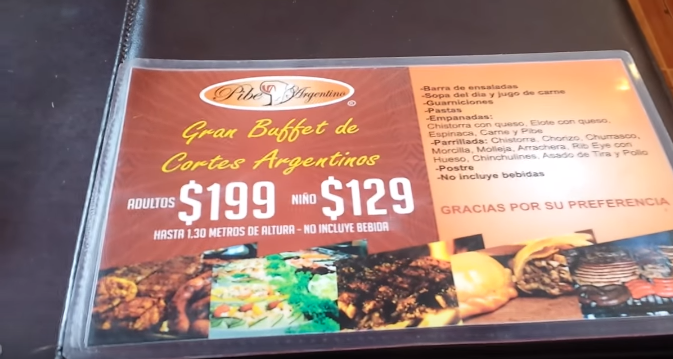 Pibe Argentino
Gran Buffet de
Cortes Argentinos
ADULTOS $199 NIÑO $129
HASTA 1.30 METROS DE ALTURA - NO INCLUYE BEBIDA
-Barra de ensaladas
-Sopa del día y jugo de carne
-Guarniciones
-Pastas
-Empanadas:
Chistorra con queso, Elote con queso,
Espinaca, Carne y Pibe
-Parrillada: Chistorra, Chorizo, Churrasco,
Morcilla, Molleja, Arrachera, Rib Eye con
Hueso, Chinchulines, Asado de Tira y Pollo
-Postre
-No incluye bebidas
GRACIAS POR SU PREFERENCIA